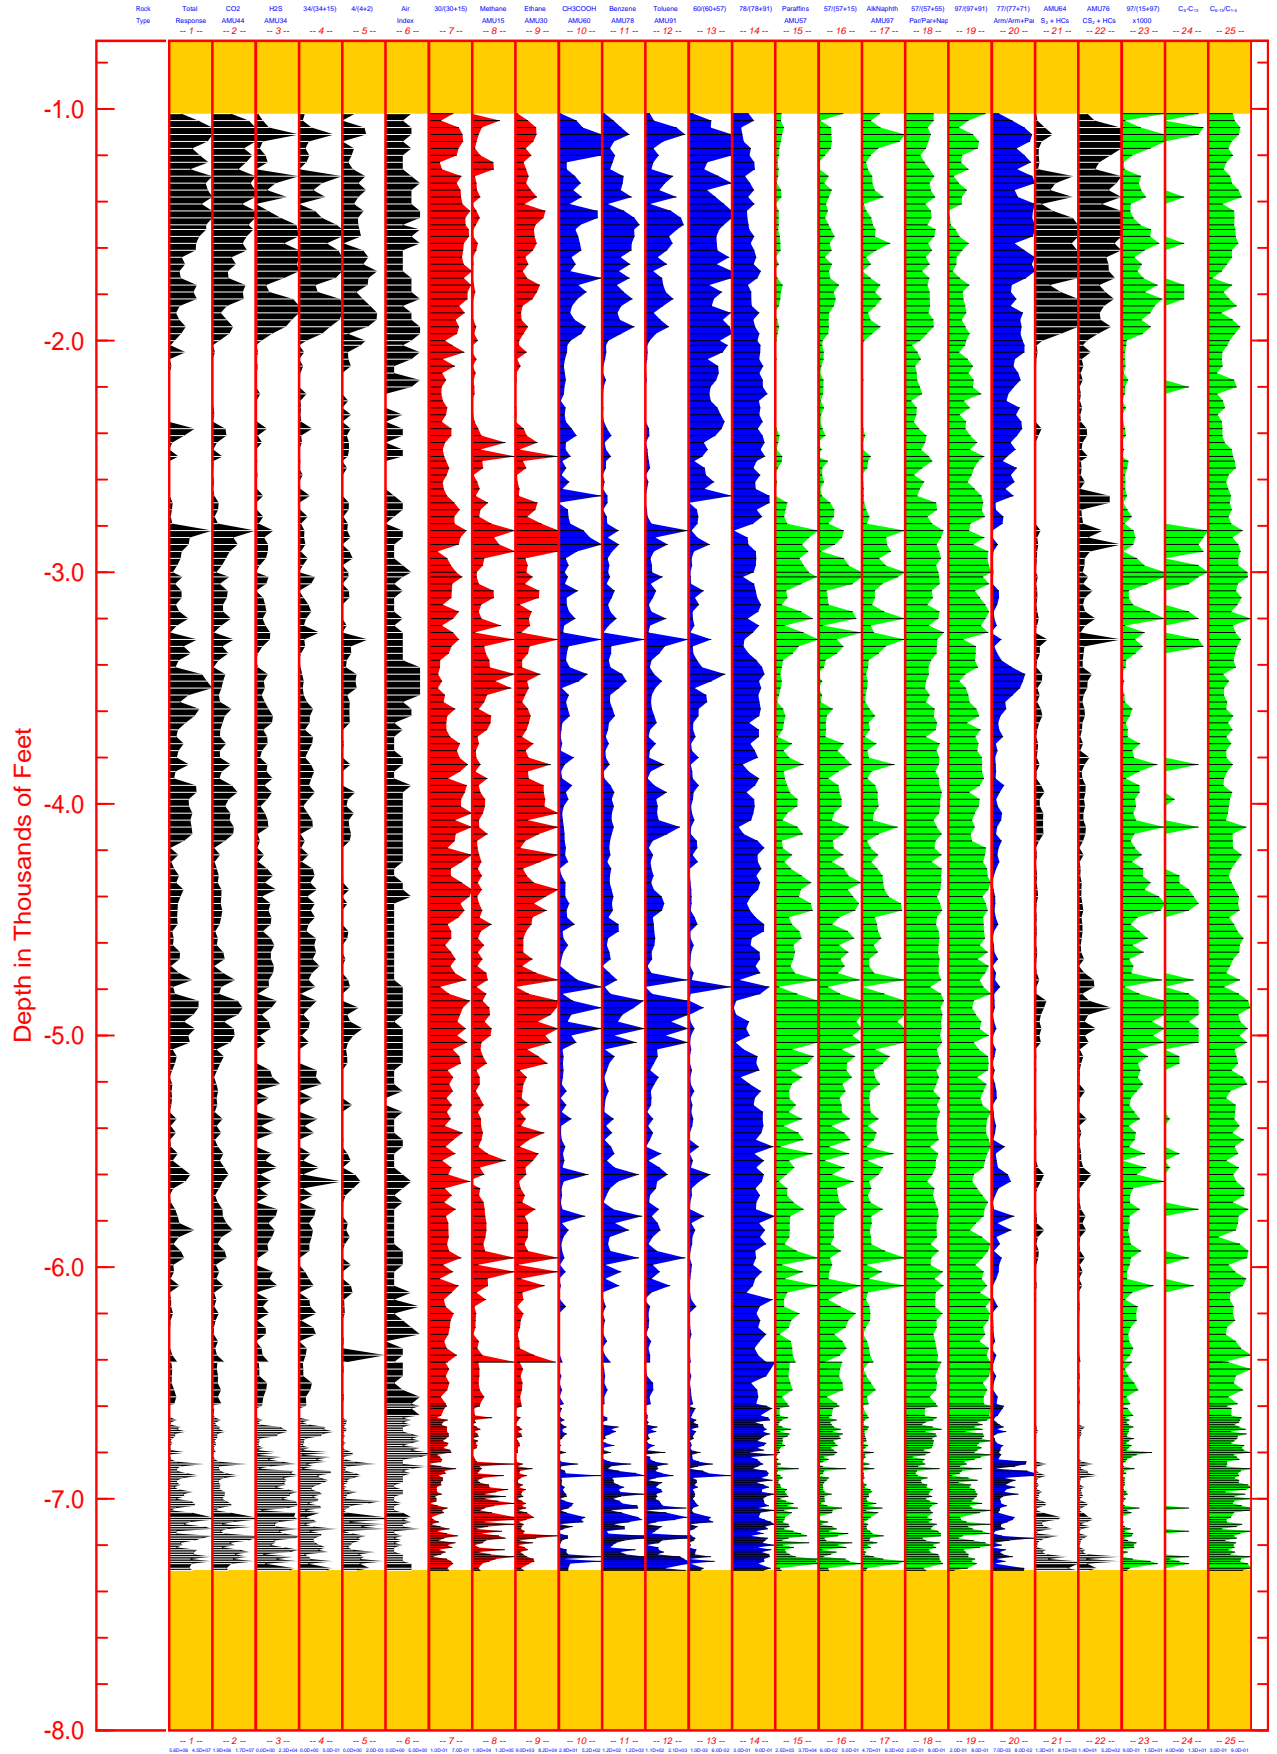 Rock Total CO2 H2S 34/(34+15) 4/(4+2) Air 30/(30+15) Methane Ethane CH3COOH Benzene Toluene 60/(60+57) 78/(78+91) Paraffins 57/(57+15) AlkNaphth 57/(57+55) 97/(97+91) 77/(77+71) AMU64 AMU76 97/(15+97)
Type Response AMU44 AMU34 Index AMU15 AMU30 AMU60 AMU78 AMU91 AMU57 AMU97 Par/Par+Nap Arm/Arm+Par S₂ + HCs CS₂ + HCs x1000
-- 1 -- -- 2 -- -- 3 -- -- 4 -- -- 5 -- -- 6 -- -- 7 -- -- 8 -- -- 9 -- -- 10 -- -- 11 -- -- 12 -- -- 13 -- -- 14 -- -- 15 -- -- 16 -- -- 17 -- -- 18 -- -- 19 -- -- 20 -- -- 21 -- -- 22 -- -- 23 -- -- 24 -- -- 25 --
-1.0
-2.0
-3.0
-4.0
-5.0
-6.0
-7.0
-8.0
Depth in Thousands of Feet
-- 1 -- -- 2 -- -- 3 -- -- 4 -- -- 5 -- -- 6 -- -- 7 -- -- 8 -- -- 9 -- -- 10 -- -- 11 -- -- 12 -- -- 13 -- -- 14 -- -- 15 -- -- 16 -- -- 17 -- -- 18 -- -- 19 -- -- 20 -- -- 21 -- -- 22 -- -- 23 -- -- 24 -- -- 25 --